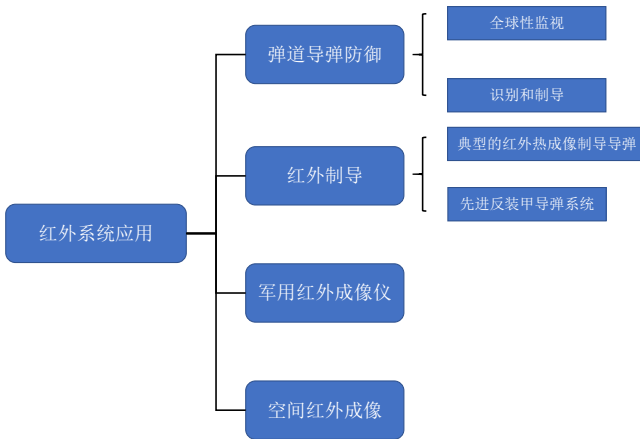 红外系统应用
弹道导弹防御
全球性监视
识别和制导
红外制导
典型的红外热成像制导导弹
先进反装甲导弹系统
军用红外成像仪
空间红外成像